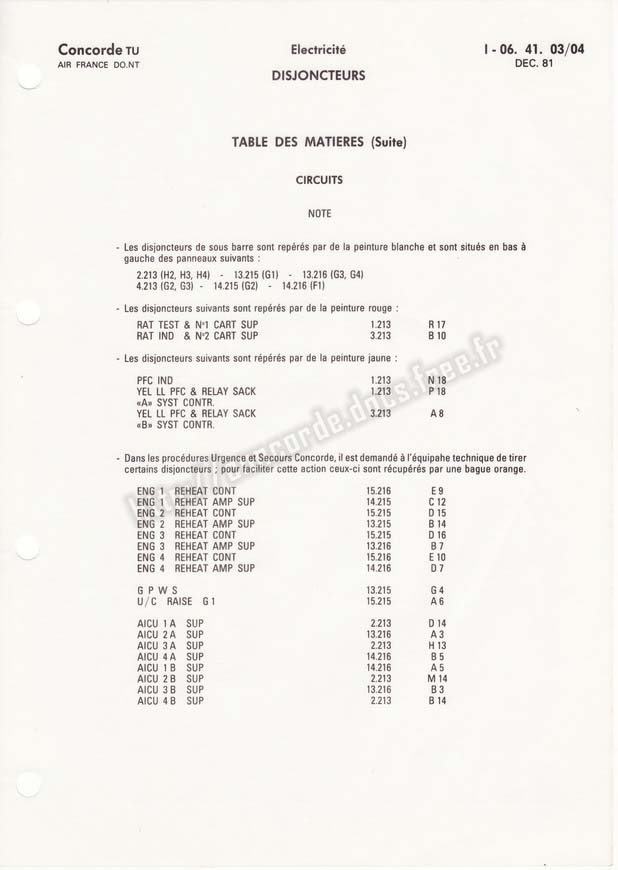 Concorde TU
AIR FRANCE DO.NT
Electricité
DISJONCTEURS
I - 06. 41. 03/04
DEC. 81
TABLE DES MATIERES (Suite)
CIRCUITS
NOTE
- Les disjoncteurs de sous barre sont repérés par de la peinture blanche et sont situés en bas à
gauche des panneaux suivants :
2.213 (H2, H3, H4) - 13.215 (G1) - 13.216 (G3, G4)
4.213 (G2, G3) - 14.215 (G2) - 14.216 (F1)
- Les disjoncteurs suivants sont repérés par de la peinture rouge :
RAT TEST & N°1 CART SUP 1.213 R 17
RAT IND & N°2 CART SUP 3.213 B 10
- Les disjoncteurs suivants sont répérés par de la peinture jaune :
PFC IND 1.213 N 18
YEL LL PFC & RELAY SACK 1.213 P 18
«A» SYST CONTR.
YEL LL PFC & RELAY SACK 3.213 A 8
«B» SYST CONTR.
- Dans les procédures Urgence et Secours Concorde, il est demandé à l'équipahe technique de tirer
certains disjoncteurs ; pour faciliter cette action ceux-ci sont récupérés par une bague orange.
ENG 1 REHEAT CONT 15.216 E 9
ENG 1 REHEAT AMP SUP 14.215 C 12
ENG 2 REHEAT CONT 15.215 D 15
ENG 2 REHEAT AMP SUP 13.215 B 14
ENG 3 REHEAT CONT 15.215 D 16
ENG 3 REHEAT AMP SUP 13.216 B 7
ENG 4 REHEAT CONT 15.216 E 10
ENG 4 REHEAT AMP SUP 14.216 D 7
G P W S 13.215 G 4
U/C RAISE G1 15.215 A 6
AICU 1 A SUP 2.213 D 14
AICU 2 A SUP 13.216 A 3
AICU 3 A SUP 2.213 H 13
AICU 4 A SUP 14.216 B 5
AICU 1 B SUP 14.216 A 5
AICU 2 B SUP 2.213 M 14
AICU 3 B SUP 13.216 B 3
AICU 4 B SUP 2.213 B 14
http://concorde.docs.free.fr